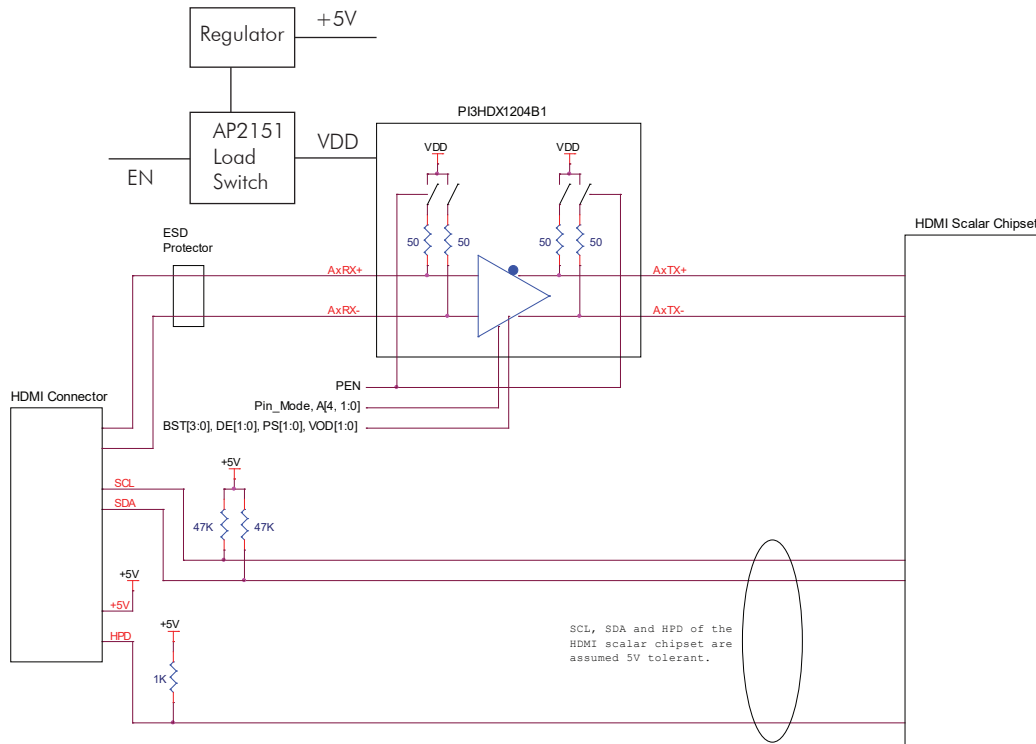 Regulator
+5V
AP2151
Load
Switch
VDD
EN
PI3HDX1204B1
VDD
VDD
50
50
50
50
ESD
Protector
AxRX+
AxRX-
AxTX+
AxTX-
HDMI Scalar Chipset
PEN
Pin_Mode, A[4, 1:0]
BST[3:0], DE[1:0], PS[1:0], VOD[1:0]
HDMI Connector
SCL
SDA
+5V
47K
47K
+5V
+5V
HPD
+5V
1K
SCL, SDA and HPD of the
HDMI scalar chipset are
assumed 5V tolerant.